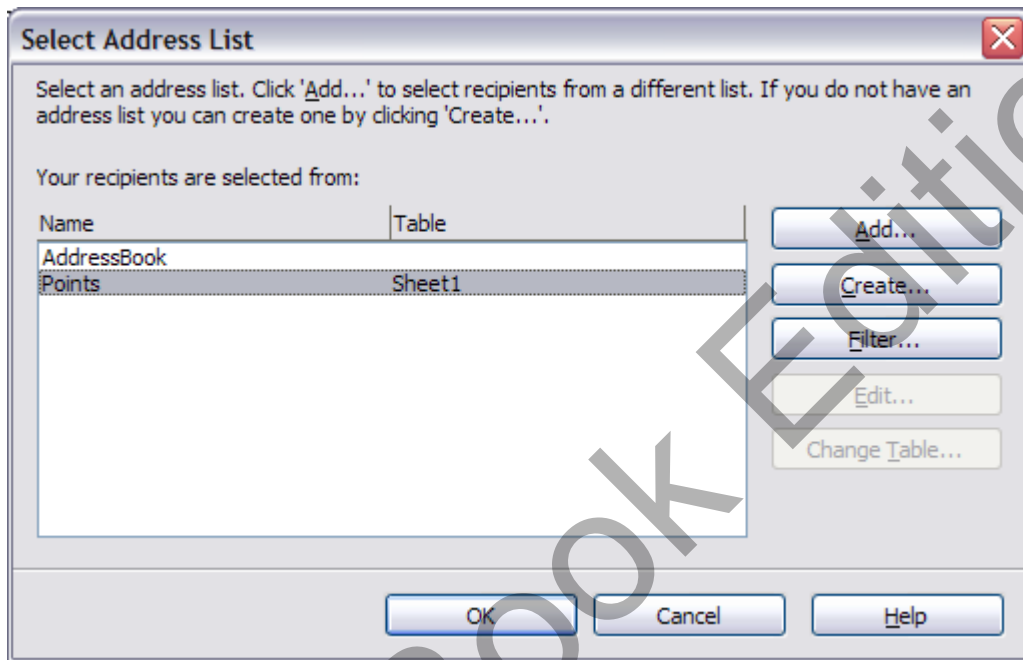 Select Address List
Select an address list. Click 'Add...' to select recipients from a different list. If you do not have an
address list you can create one by clicking 'Create...'.
Your recipients are selected from:
Name Table
AddressBook
Points Sheet1
Add...
Create...
Filter...
Edit...
Change Table...
OK Cancel Help
ook Editio